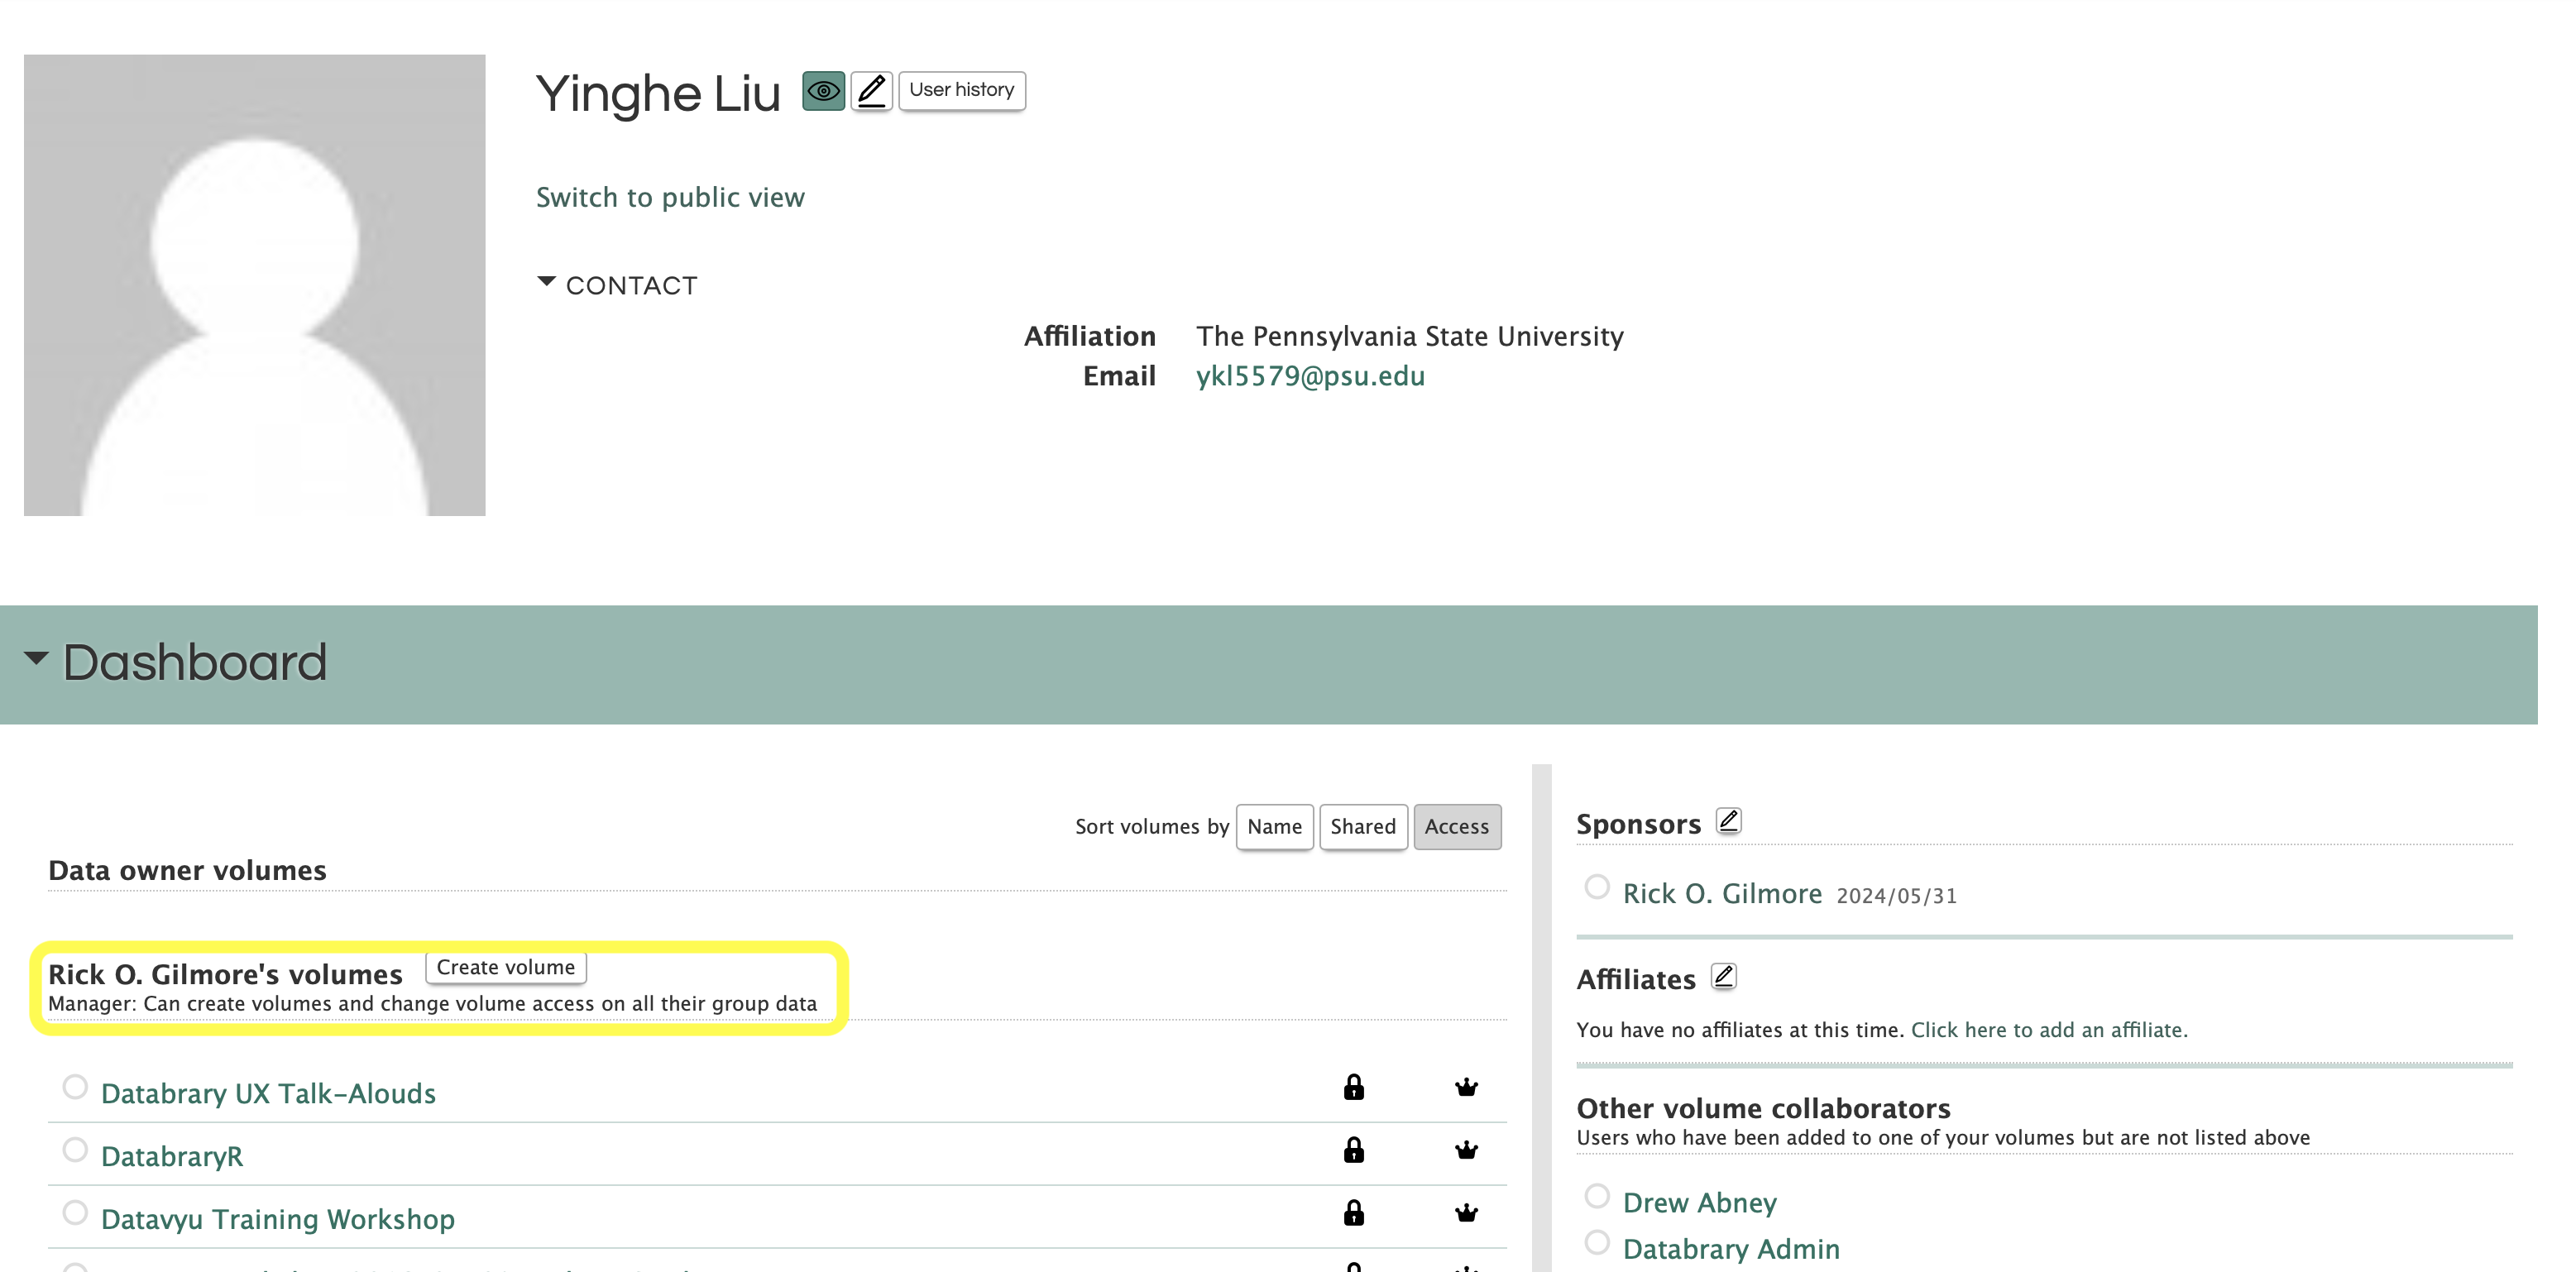 Yinghe Liu User history
Switch to public view
CONTACT
Affiliation The Pennsylvania State University
Email ykl5579@psu.edu
Dashboard
Sort volumes by Name Shared Access
Data owner volumes
Rick O. Gilmore's volumes Create volume
Manager: Can create volumes and change volume access on all their group data
Databrary UX Talk–Alouds
DatabraryR
Datavyu Training Workshop
Sponsors
Rick O. Gilmore 2024/05/31
Affiliates
You have no affiliates at this time. Click here to add an affiliate.
Other volume collaborators
Users who have been added to one of your volumes but are not listed above
Drew Abney
Databrary Admin